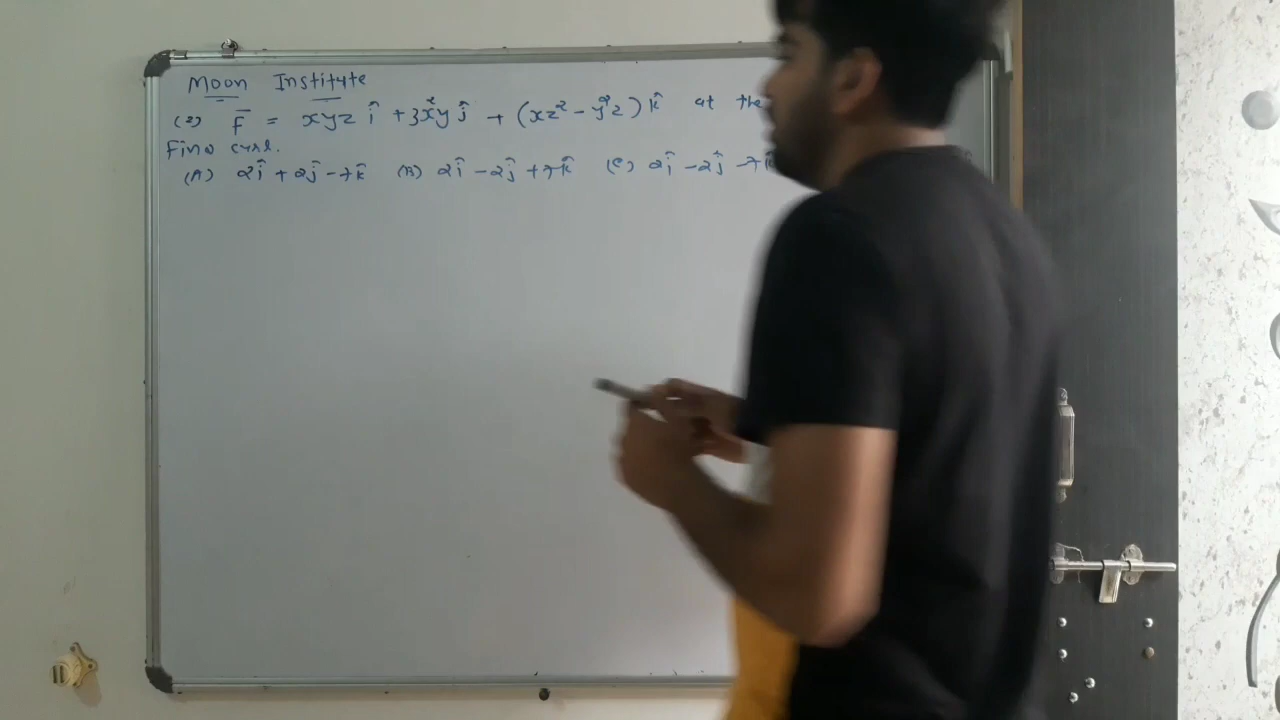 Moon Institute
(2) F̄ = xyz î + 3x²y ĵ + (xz² - y²z) k̂ at the
Find curl.
(A) 2î + 2ĵ - 7k̂ (B) 2î - 2ĵ + 7k̂ (C) 2î - 2ĵ - 7k̂